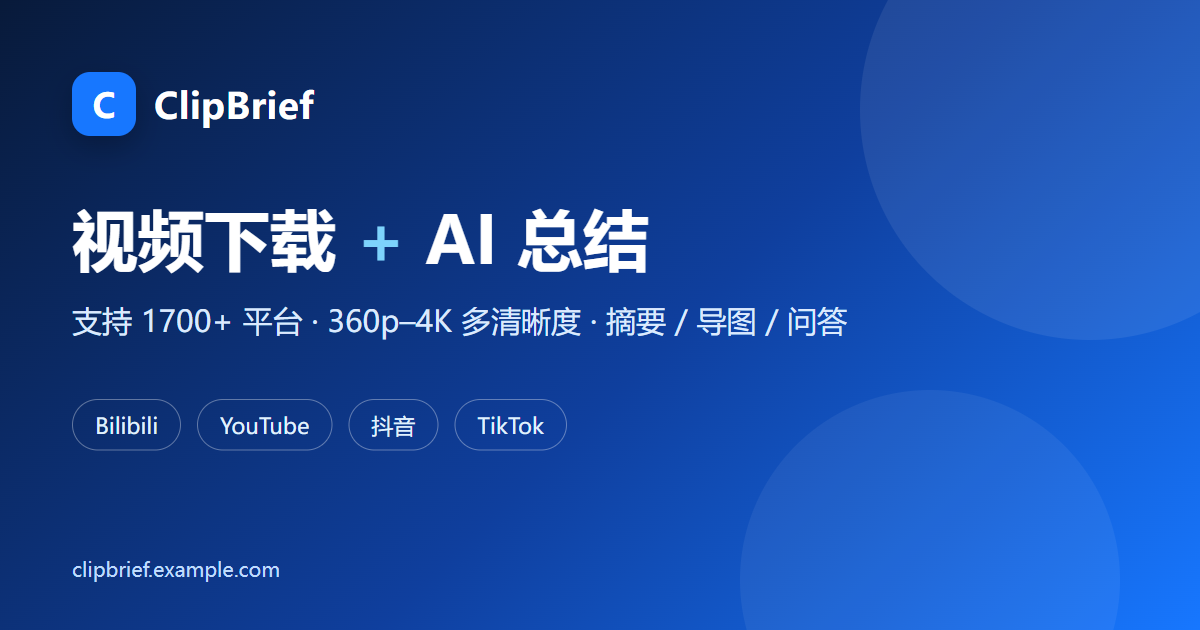 C ClipBrief
视频下载 + AI 总结
支持 1700+ 平台 · 360p–4K 多清晰度 · 摘要 / 导图 / 问答
Bilibili YouTube 抖音 TikTok
clipbrief.example.com